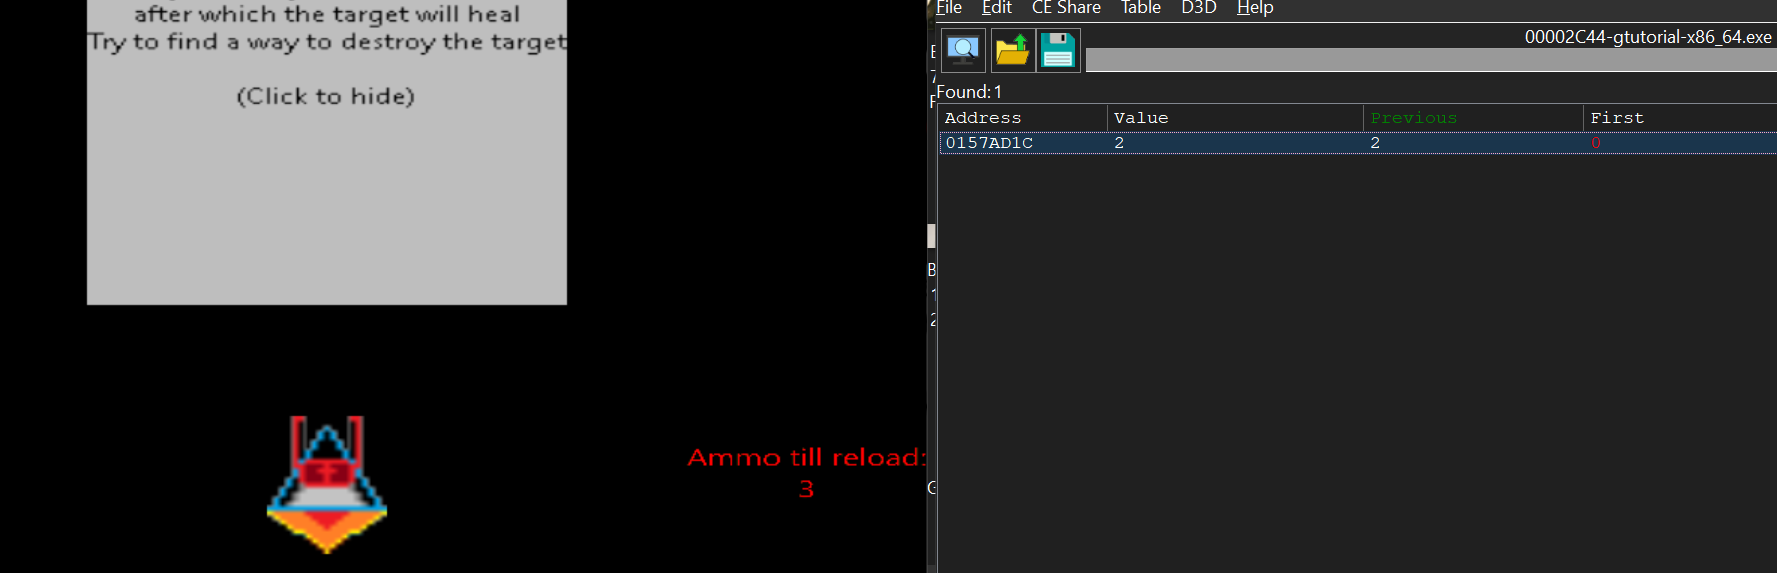 after which the target will heal
Try to find a way to destroy the target
(Click to hide)
Ammo till reload:
3
File Edit CE Share Table D3D Help
00002C44-gtutorial-x86_64.exe
Found: 1
Address Value Previous First
0157AD1C 2 2 0